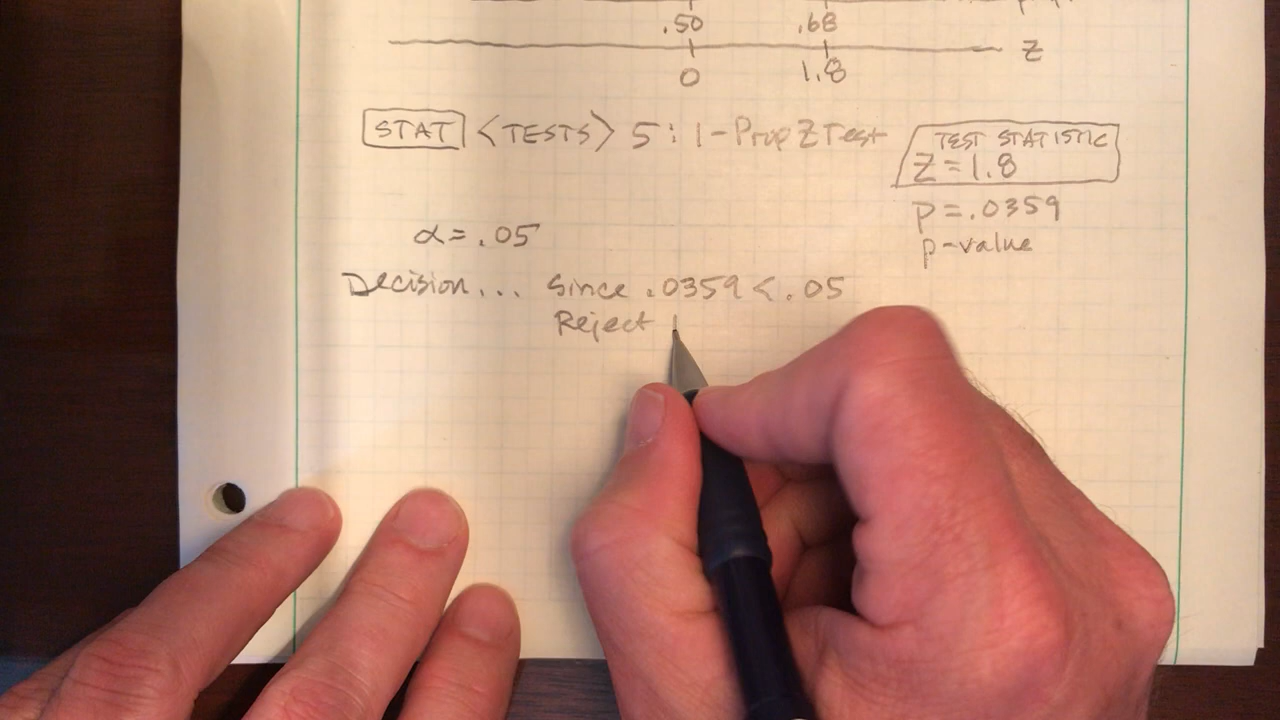 .50 .68
Z
0 1.8
STAT <TESTS> 5: 1-PropZTest
TEST STATISTIC
Z = 1.8
P = .0359
p-value
α = .05
Decision... Since .0359 < .05
Reject